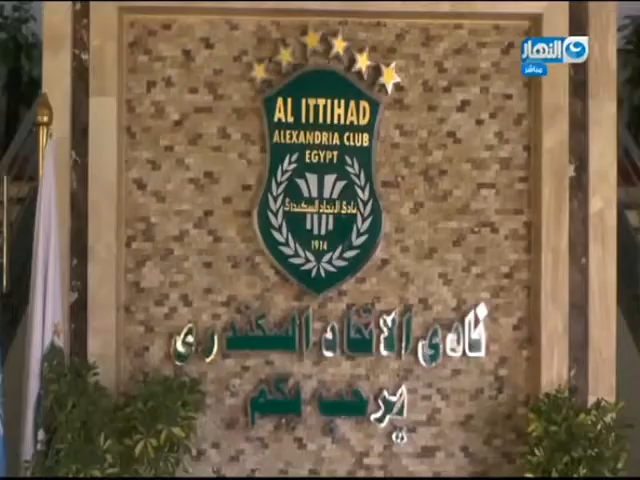 النهار
مباشر
AL ITTIHAD
ALEXANDRIA CLUB
EGYPT
نادي الاتحاد السكندري
1914
نادي الاتحاد السكندري
يرحب بكم